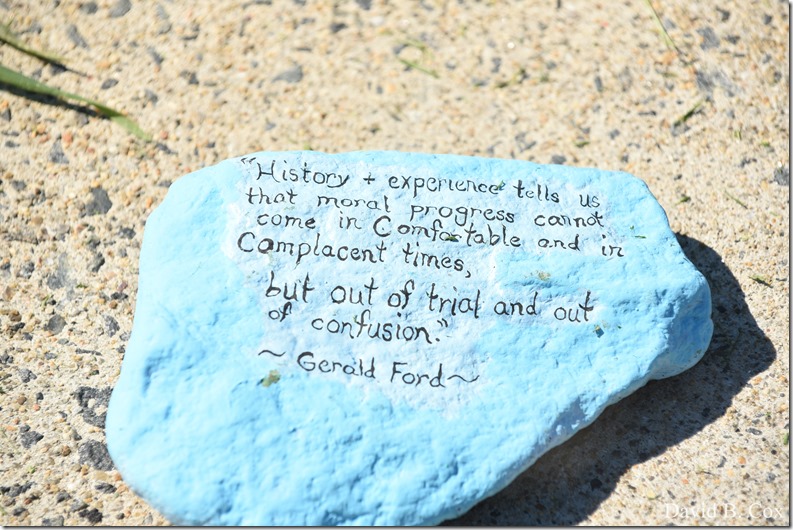 “History + experience tells us
that moral progress cannot
come in Comfortable and in
Complacent times,
but out of trial and out
of confusion.”
~ Gerald Ford ~
David B. Cox